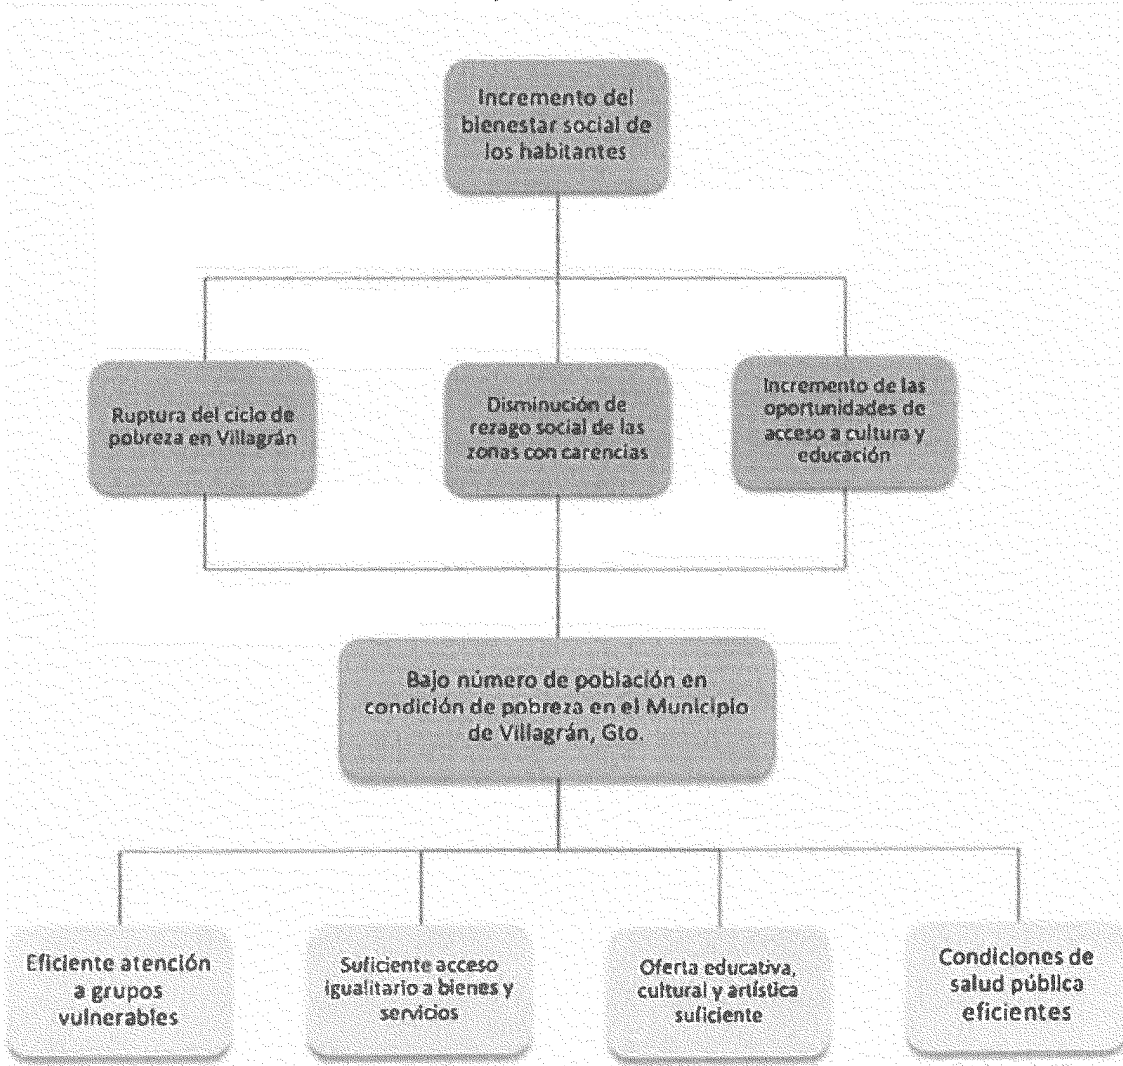 Incremento del
bienestar social de
los habitantes
Ruptura del ciclo de
pobreza en Villagrán
Disminución de
rezago social de las
zonas con carencias
Incremento de las
oportunidades de
acceso a cultura y
educación
Bajo número de población en
condición de pobreza en el Municipio
de Villagrán, Gto.
Eficiente atención
a grupos
vulnerables
Suficiente acceso
igualitario a bienes y
servicios
Oferta educativa,
cultural y artística
suficiente
Condiciones de
salud pública
eficientes